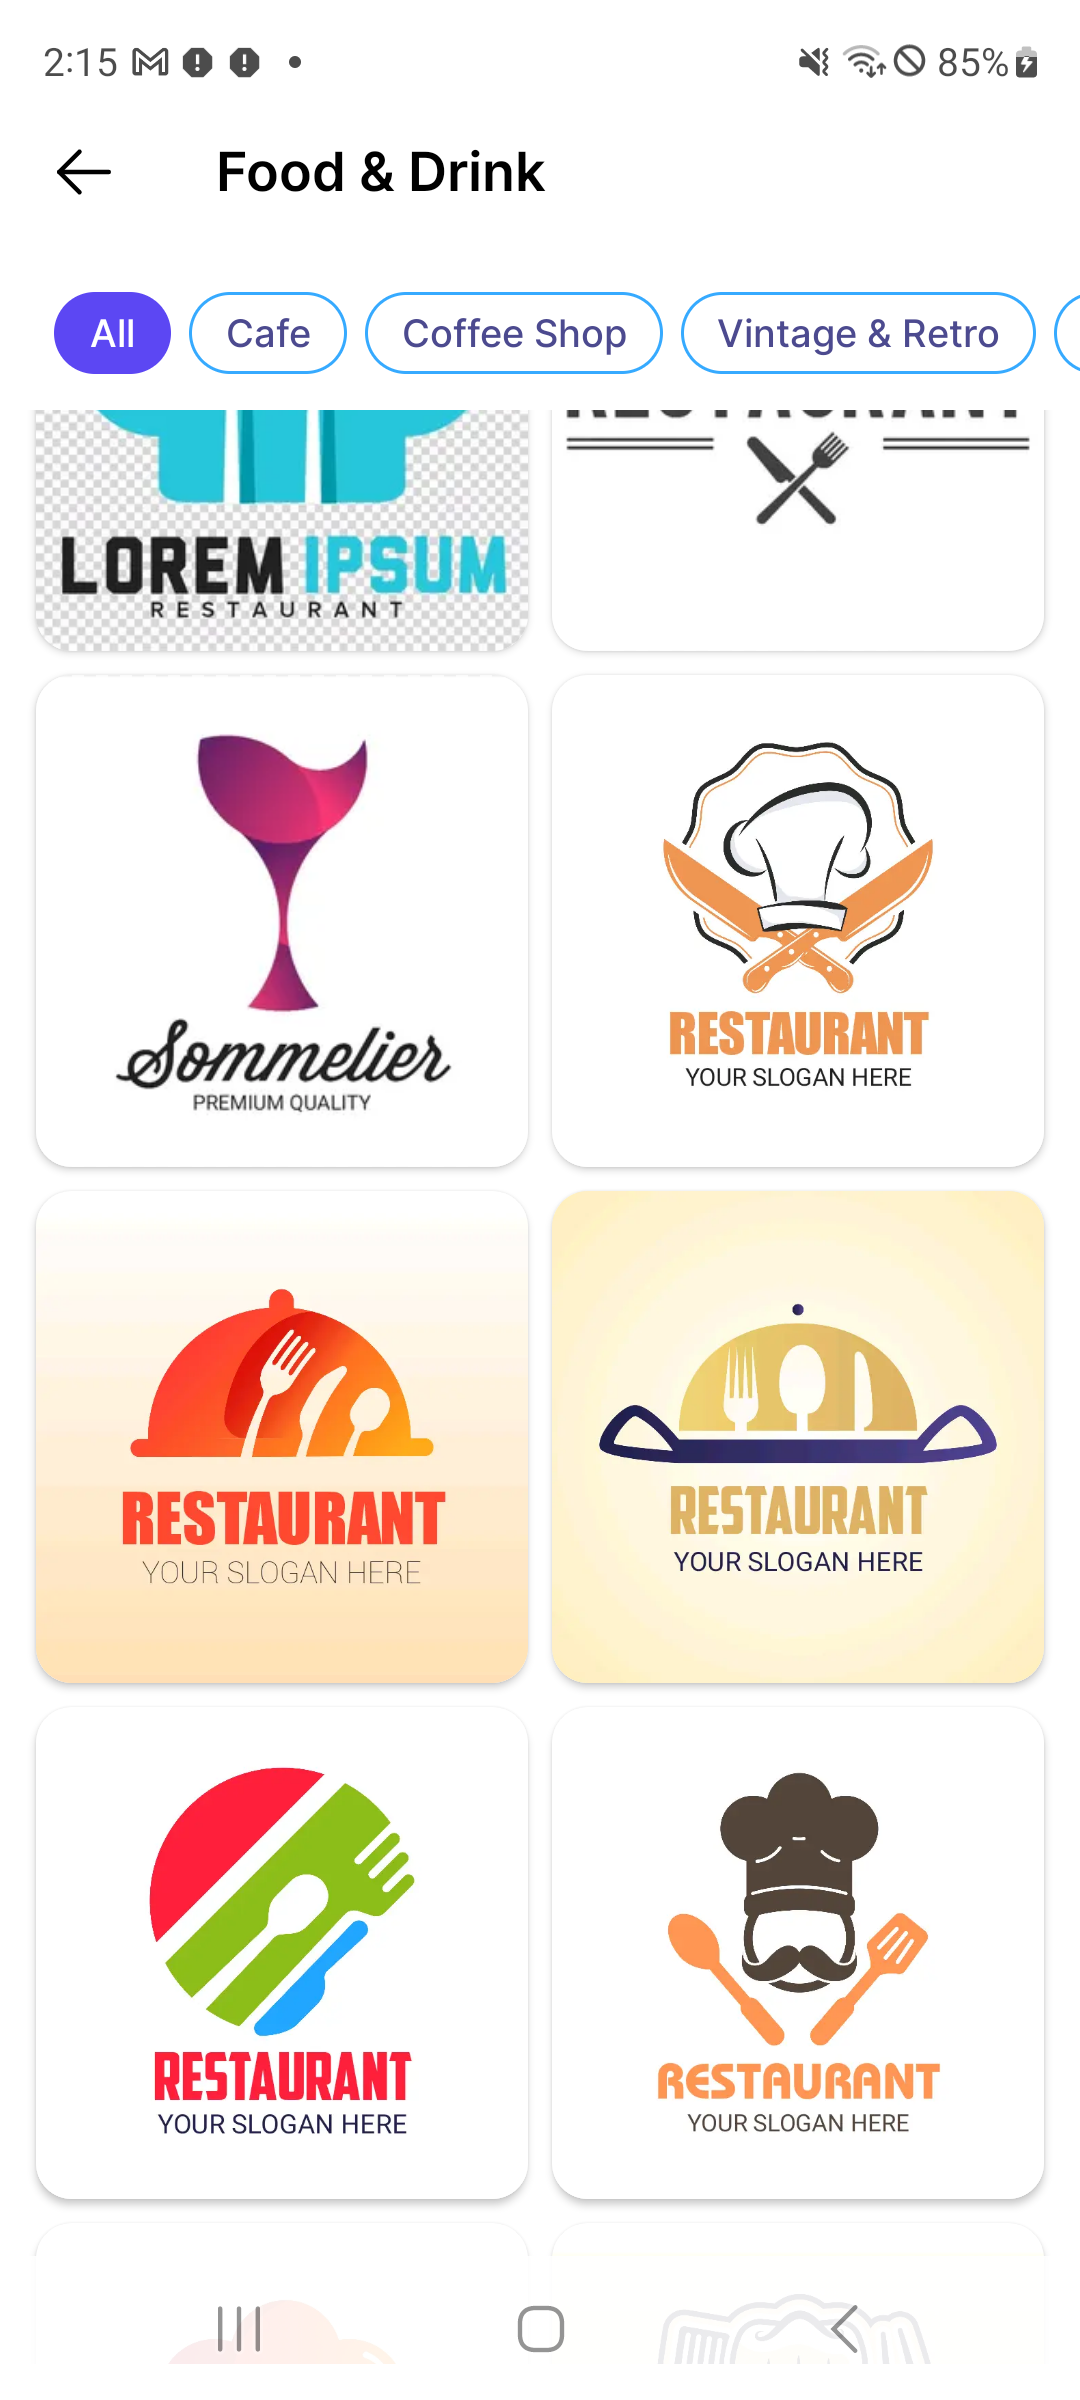 2:15
85%
Food & Drink
All
Cafe
Coffee Shop
Vintage & Retro
RESTAURANT
LOREM IPSUM
RESTAURANT
Sommelier
PREMIUM QUALITY
RESTAURANT
YOUR SLOGAN HERE
RESTAURANT
YOUR SLOGAN HERE
RESTAURANT
YOUR SLOGAN HERE
RESTAURANT
YOUR SLOGAN HERE
RESTAURANT
YOUR SLOGAN HERE